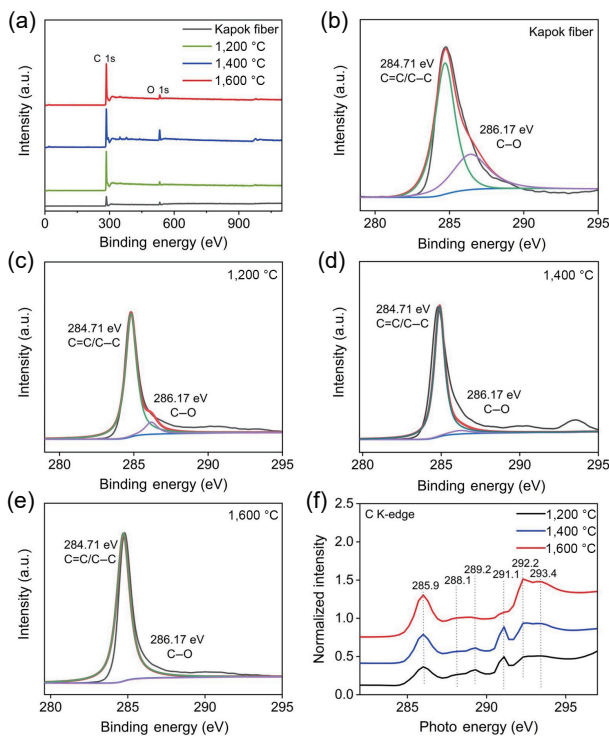 (a)
Kapok fiber
1,200 °C
1,400 °C
1,600 °C
C 1s
O 1s
Intensity (a.u.)
0 300 600 900
Binding energy (eV)
(b)
Kapok fiber
284.71 eV
C=C/C–C
286.17 eV
C–O
Intensity (a.u.)
280 285 290 295
Binding energy (eV)
(c)
1,200 °C
284.71 eV
C=C/C–C
286.17 eV
C–O
Intensity (a.u.)
280 285 290 295
Binding energy (eV)
(d)
1,400 °C
284.71 eV
C=C/C–C
286.17 eV
C–O
Intensity (a.u.)
280 285 290 295
Binding energy (eV)
(e)
1,600 °C
284.71 eV
C=C/C–C
286.17 eV
C–O
Intensity (a.u.)
280 285 290 295
Binding energy (eV)
(f)
C K-edge
1,200 °C
1,400 °C
1,600 °C
285.9
288.1
289.2
291.1
292.2
293.4
Normalized intensity
2.5
2.0
1.5
1.0
0.5
0.0
285 290 295
Photo energy (eV)